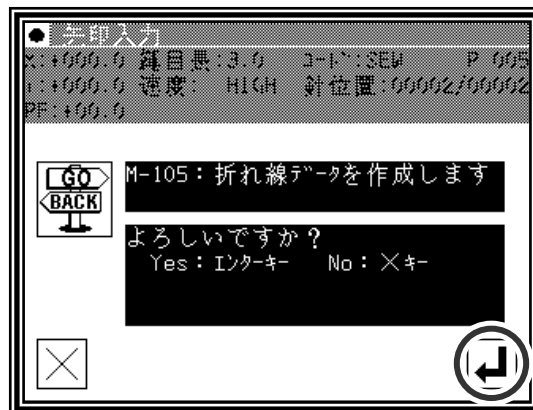 ● 矢印入力
X:+000.0 縫目長:3.0 コード:SEW P 005
Y:+000.0 速度: HIGH 針位置:00002/00002
PF:+00.0
GO
BACK
M-105:折れ線データを作成します
よろしいですか?
Yes:エンターキー No:×キー